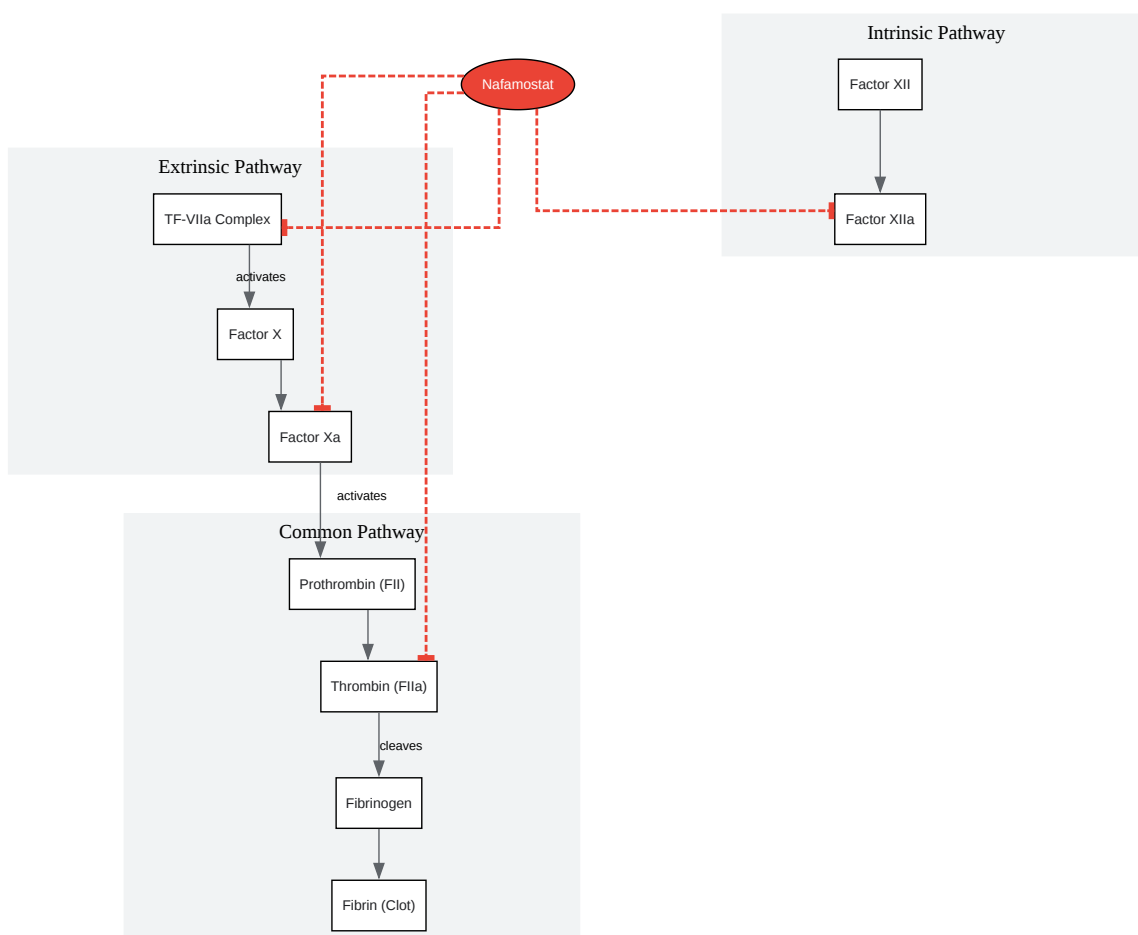 Intrinsic Pathway
Nafamostat
Factor XII
Extrinsic Pathway
TF-VIIa Complex
Factor XIIa
activates
Factor X
Factor Xa
activates
Common Pathway
Prothrombin (FII)
Thrombin (FIIa)
cleaves
Fibrinogen
Fibrin (Clot)